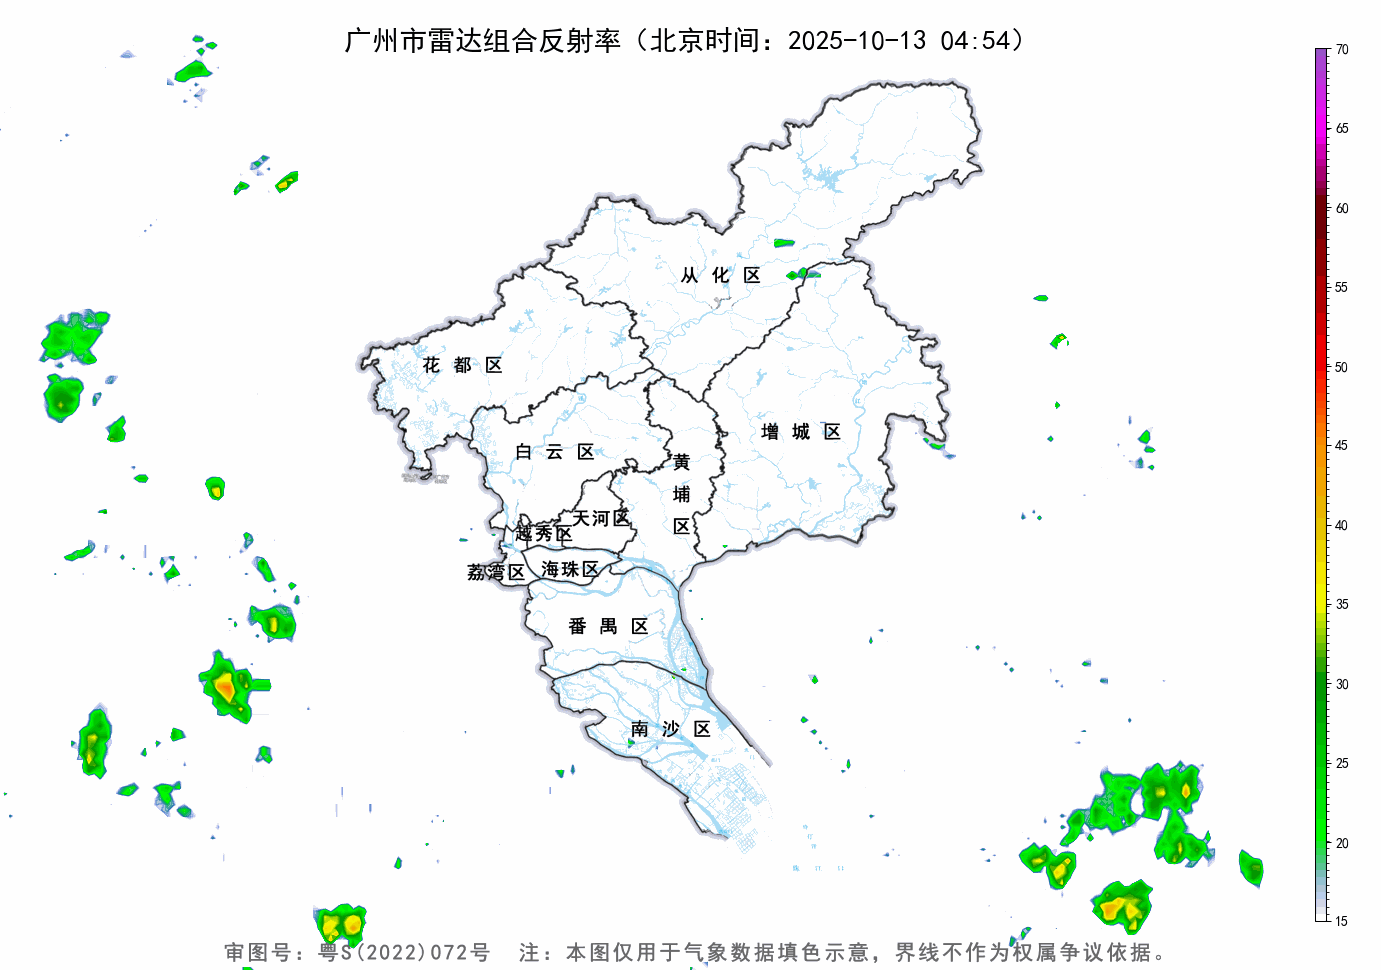 广州市雷达组合反射率（北京时间：2025-10-13 04:54）
70
65
60
55
50
45
40
35
30
25
20
15
从化区
花都区
增城区
白云区
黄埔区
天河区
越秀区
海珠区
荔湾区
番禺区
南沙区
审图号：粤S(2022)072号 注：本图仅用于气象数据填色示意，界线不作为权属争议依据。